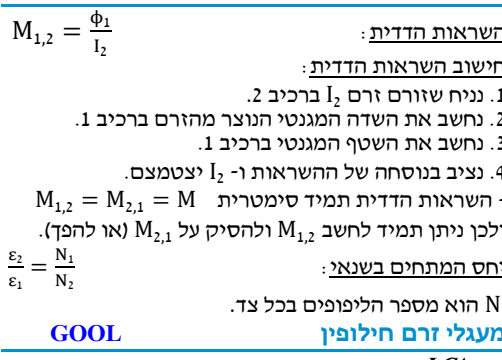 השראות הדדית: M₁,₂ = ϕ₁/I₂
חישוב השראות הדדית:
1. נניח שזורם זרם I₂ ברכיב 2.
2. נחשב את השדה המגנטי הנוצר מהזרם ברכיב 1.
3. נחשב את השטף המגנטי ברכיב 1.
4. נציב בנוסחה של ההשראות ו- I₂ יצטמצם.
- השראות הדדית תמיד סימטרית M₁,₂ = M₂,₁ = M
ולכן ניתן תמיד לחשב M₁,₂ ולהסיק על M₂,₁ (או להפך).
יחס המתחים בשנאי: ε₂/ε₁ = N₁/N₂
N הוא מספר הליפופים בכל צד.
מעגלי זרם חילופין GOOL